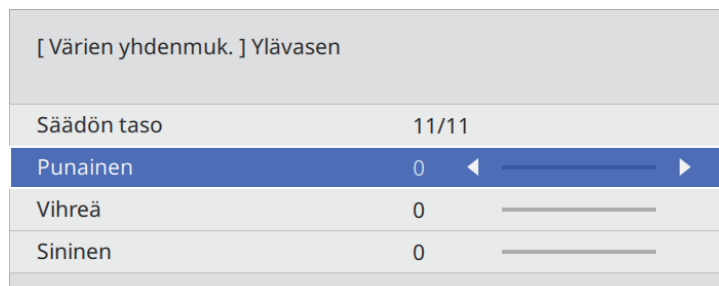 [ Värien yhdenmuk. ] Ylävasen
Säädön taso 11/11
Punainen 0
Vihreä 0
Sininen 0